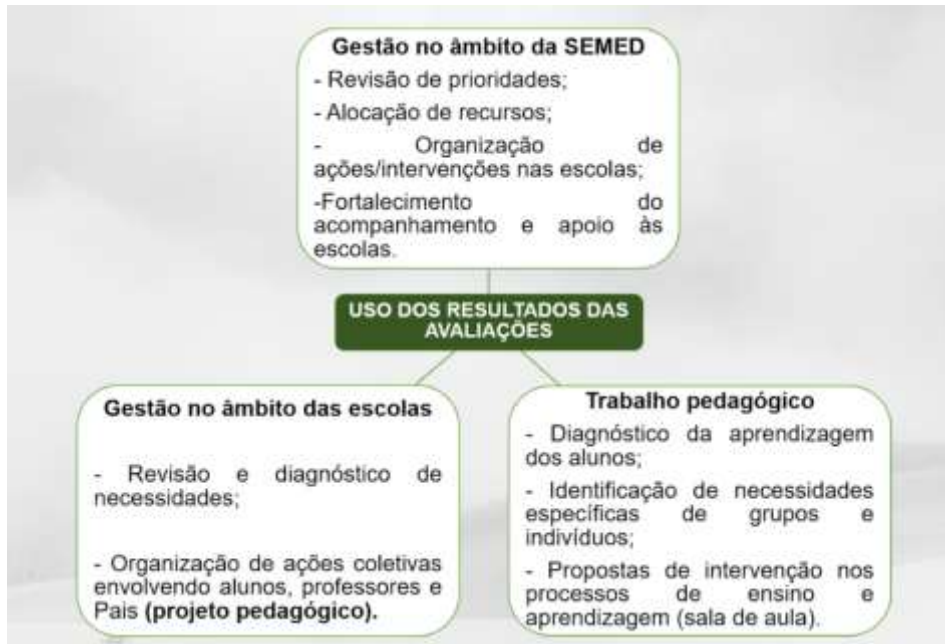 Gestão no âmbito da SEMED
- Revisão de prioridades;
- Alocação de recursos;
- Organização de
ações/intervenções nas escolas;
-Fortalecimento do
acompanhamento e apoio às
escolas.
USO DOS RESULTADOS DAS
AVALIAÇÕES
Gestão no âmbito das escolas
- Revisão e diagnóstico de
necessidades;
- Organização de ações coletivas
envolvendo alunos, professores e
Pais (projeto pedagógico).
Trabalho pedagógico
- Diagnóstico da aprendizagem
dos alunos;
- Identificação de necessidades
específicas de grupos e
indivíduos;
- Propostas de intervenção nos
processos de ensino e
aprendizagem (sala de aula).